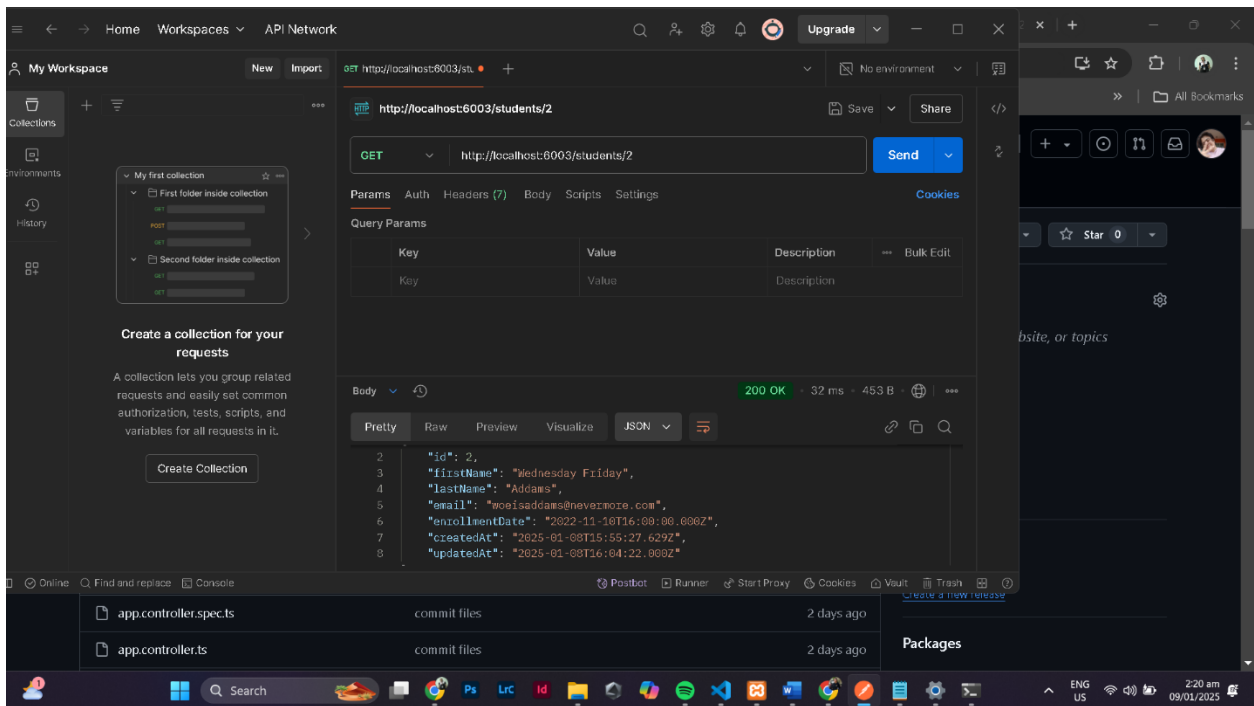 Home Workspaces API Network Upgrade
My Workspace New Import GET http://localhost:6003/stu No environment
Collections
http://localhost:6003/students/2 Save Share
GET http://localhost:6003/students/2 Send
Environments
History
Params Auth Headers (7) Body Scripts Settings Cookies
Query Params
Key Value Description Bulk Edit
Key Value Description
My first collection
First folder inside collection
GET
POST
GET
Second folder inside collection
GET
GET
Create a collection for your
requests
A collection lets you group related
requests and easily set common
authorization, tests, scripts, and
variables for all requests in it.
Create Collection
Body 200 OK 32 ms 453 B
Pretty Raw Preview Visualize JSON
2 "id": 2,
3 "firstName": "Wednesday Friday",
4 "lastName": "Addams",
5 "email": "woeisaddams@nevermore.com",
6 "enrollmentDate": "2022-11-10T16:00:00.000Z",
7 "createdAt": "2025-01-08T15:55:27.629Z",
8 "updatedAt": "2025-01-08T16:04:22.000Z"
Online Find and replace Console Postbot Runner Start Proxy Cookies Vault Trash
All Bookmarks
Star 0
bsite, or topics
Create a new release
app.controller.spec.ts commit files 2 days ago
app.controller.ts commit files 2 days ago
Packages
1 Search Ps LrC Id ENG 2:20 am
US 09/01/2025